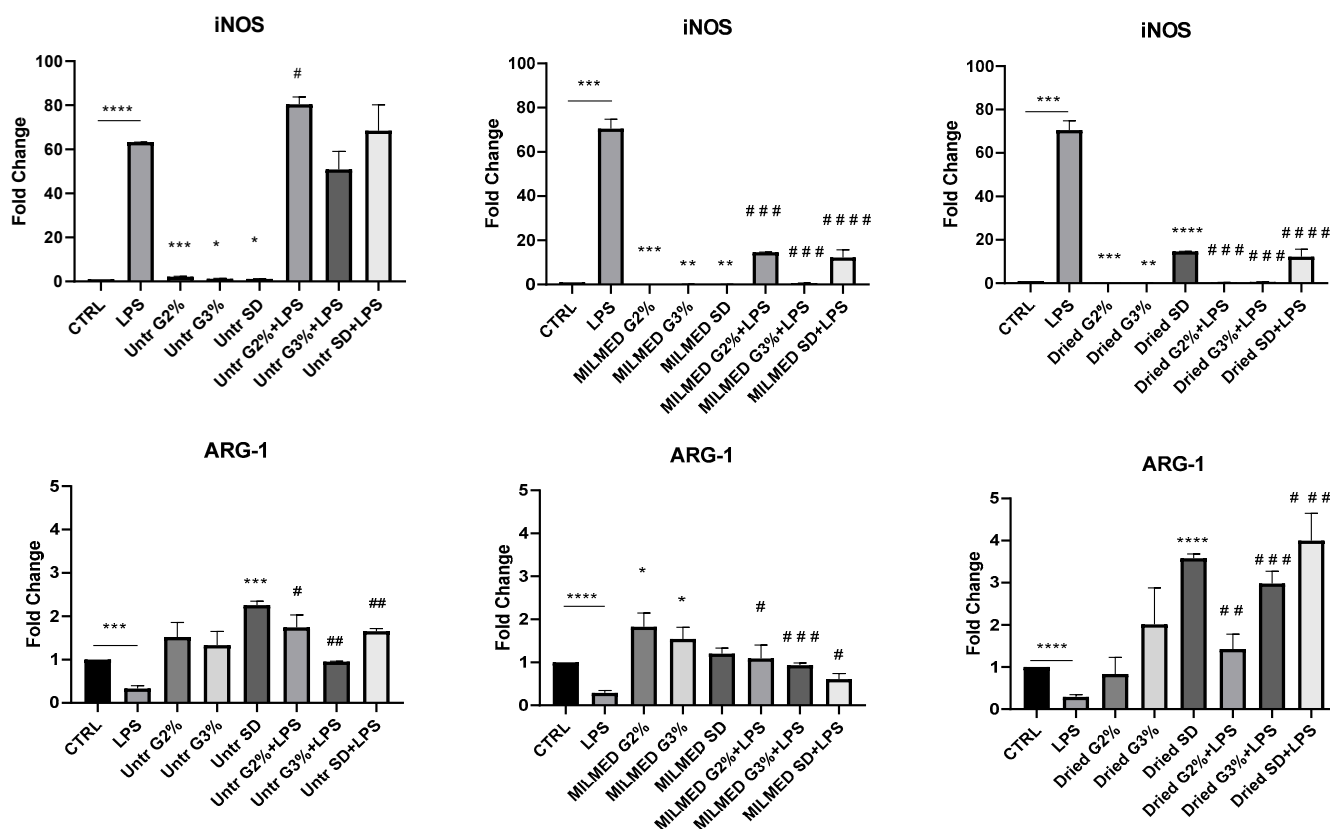 iNOS
Fold Change
100
80
60
40
20
0
****
***
*
*
#
CTRL
LPS
Untr G2%
Untr G3%
Untr SD
Untr G2%+LPS
Untr G3%+LPS
Untr SD+LPS
iNOS
Fold Change
100
80
60
40
20
0
***
***
**
**
# # #
# # #
# # # #
CTRL
LPS
MILMED G2%
MILMED G3%
MILMED SD
MILMED G2%+LPS
MILMED G3%+LPS
MILMED SD+LPS
iNOS
Fold Change
100
80
60
40
20
0
***
***
**
****
# # #
# # #
# # # #
CTRL
LPS
Dried G2%
Dried G3%
Dried SD
Dried G2%+LPS
Dried G3%+LPS
Dried SD+LPS
ARG-1
Fold Change
5
4
3
2
1
0
***
***
#
##
##
CTRL
LPS
Untr G2%
Untr G3%
Untr SD
Untr G2%+LPS
Untr G3%+LPS
Untr SD+LPS
ARG-1
Fold Change
5
4
3
2
1
0
****
*
*
#
# # #
#
CTRL
LPS
MILMED G2%
MILMED G3%
MILMED SD
MILMED G2%+LPS
MILMED G3%+LPS
MILMED SD+LPS
ARG-1
Fold Change
5
4
3
2
1
0
****
****
# #
# # #
# # #
CTRL
LPS
Dried G2%
Dried G3%
Dried SD
Dried G2%+LPS
Dried G3%+LPS
Dried SD+LPS